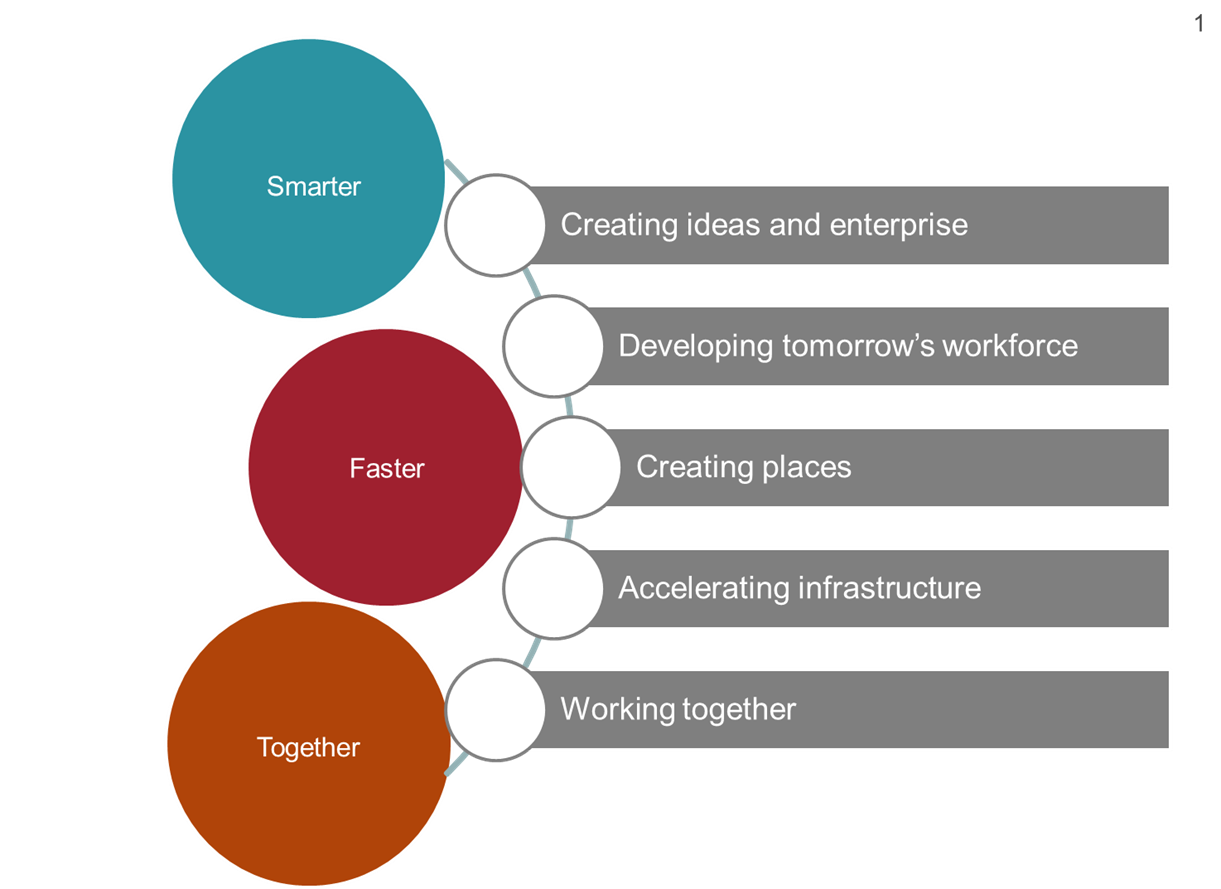 1
Smarter
Creating ideas and enterprise
Developing tomorrow’s workforce
Faster
Creating places
Accelerating infrastructure
Together
Working together